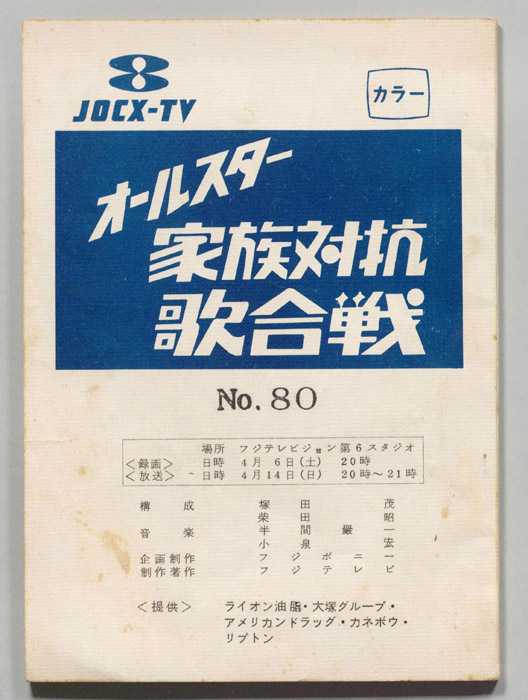 8
JOCX-TV
カラー
オールスター
家族対抗
歌合戦
No. 80
場所 フジテレビジョン第6スタジオ
<録画> 日時 4月 6日(土) 20時
<放送> 日時 4月14日(日) 20時~21時
構成 塚田茂
柴田昭
音楽 半間巌一
小泉宏
企画制作 フジポニー
制作著作 フジテレビ
<提供> ライオン油脂・大塚グループ・
アメリカンドラッグ・カネボウ・
リプトン